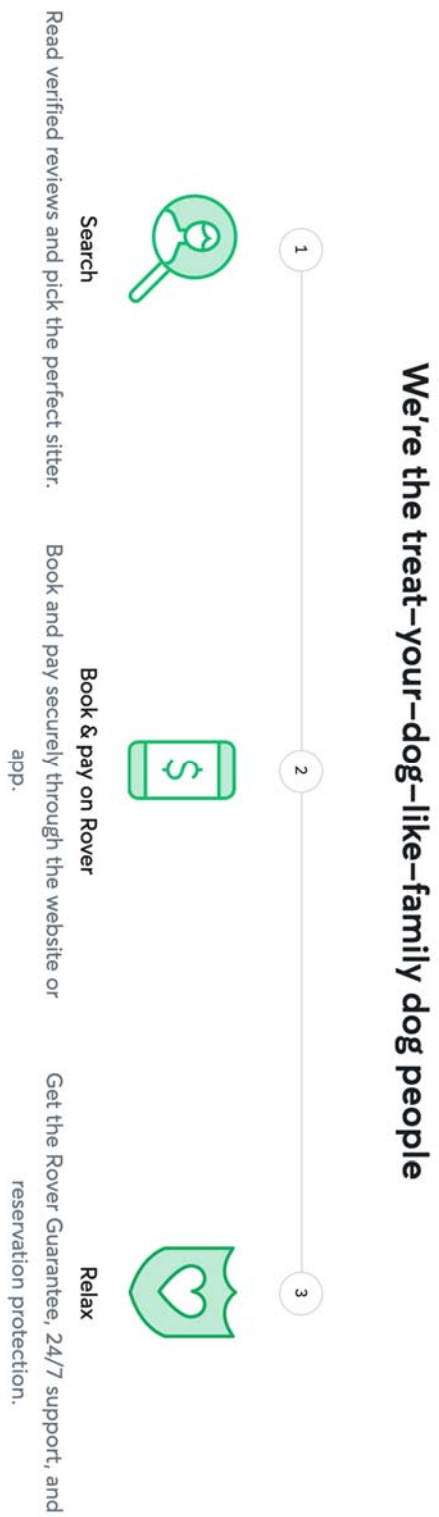 We're the treat–your–dog–like–family dog people
1
2
3
$
Search
Read verified reviews and pick the perfect sitter.
Book & pay on Rover
Book and pay securely through the website or
app.
Relax
Get the Rover Guarantee, 24/7 support, and
reservation protection.